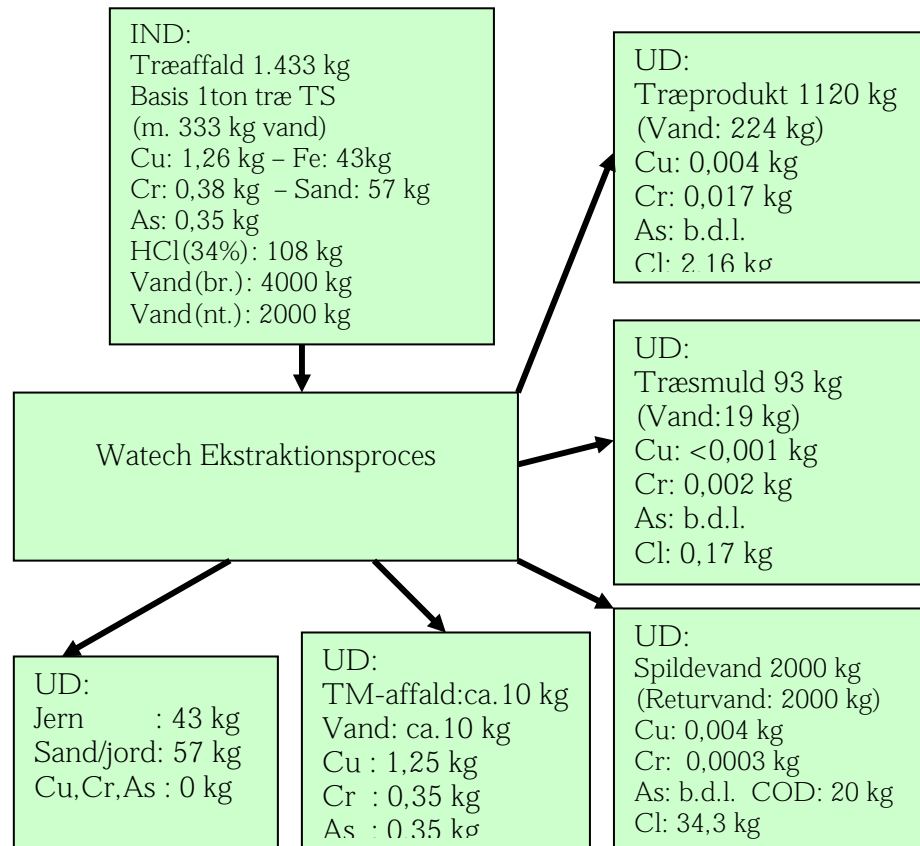 IND:
Træaffald 1.433 kg
Basis 1ton træ TS
(m. 333 kg vand)
Cu: 1,26 kg – Fe: 43kg
Cr: 0,38 kg – Sand: 57 kg
As: 0,35 kg
HCl(34%): 108 kg
Vand(br.): 4000 kg
Vand(nt.): 2000 kg
UD:
Træprodukt 1120 kg
(Vand: 224 kg)
Cu: 0,004 kg
Cr: 0,017 kg
As: b.d.l.
Cl: 2,16 kg
Watech Ekstraktionsproces
UD:
Træsmuld 93 kg
(Vand:19 kg)
Cu: <0,001 kg
Cr: 0,002 kg
As: b.d.l.
Cl: 0,17 kg
UD:
Jern : 43 kg
Sand/jord: 57 kg
Cu,Cr,As : 0 kg
UD:
TM-affald:ca.10 kg
Vand: ca.10 kg
Cu : 1,25 kg
Cr : 0,35 kg
As : 0,35 kg
UD:
Spildevand 2000 kg
(Returvand: 2000 kg)
Cu: 0,004 kg
Cr: 0,0003 kg
As: b.d.l. COD: 20 kg
Cl: 34,3 kg